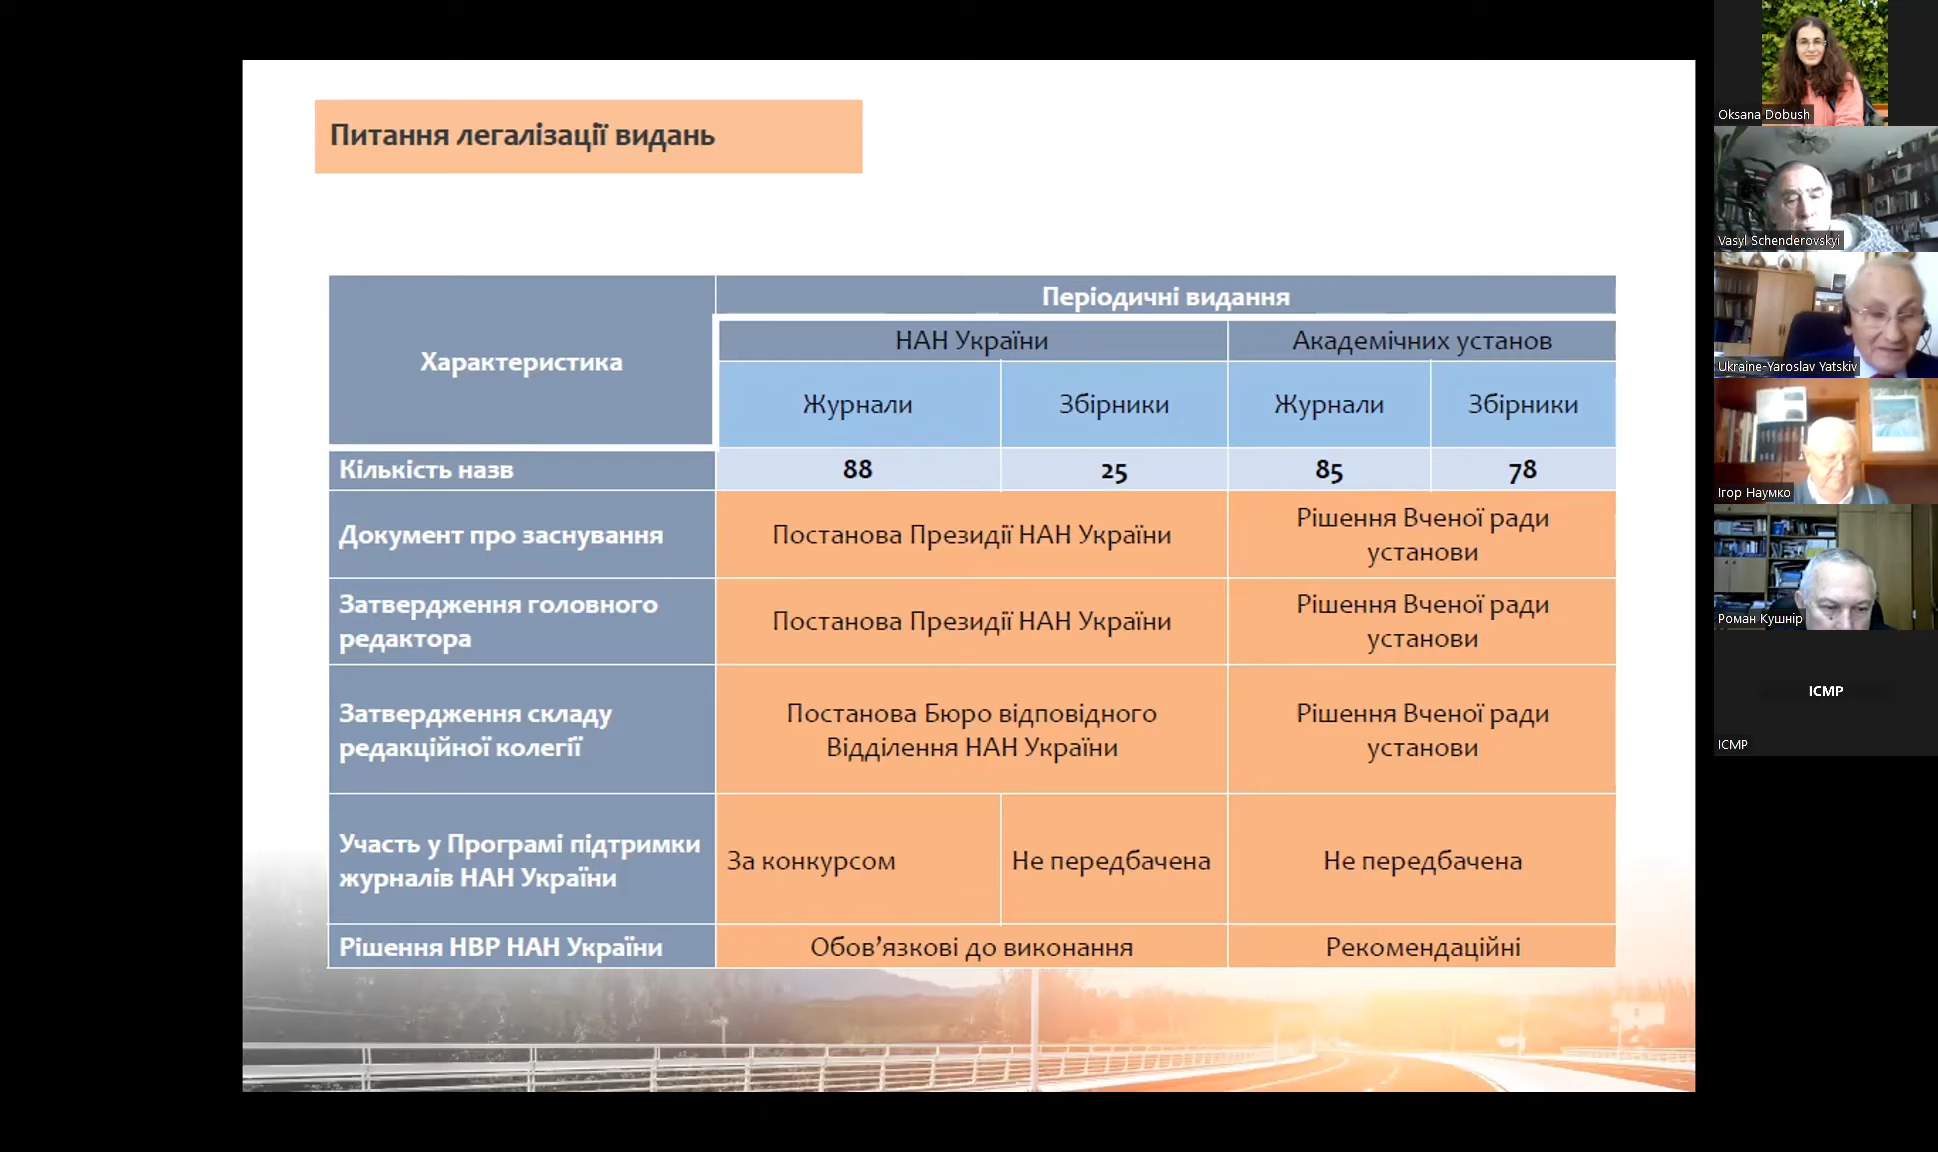 Питання легалізації видань
Характеристика
Періодичні видання
НАН України
Академічних установ
Журнали
Збірники
Журнали
Збірники
Кількість назв
88
25
85
78
Документ про заснування
Постанова Президії НАН України
Рішення Вченої ради
установи
Затвердження головного
редактора
Постанова Президії НАН України
Рішення Вченої ради
установи
Затвердження складу
редакційної колегії
Постанова Бюро відповідного
Відділення НАН України
Рішення Вченої ради
установи
Участь у Програмі підтримки
журналів НАН України
За конкурсом
Не передбачена
Не передбачена
Рішення НВР НАН України
Обов’язкові до виконання
Рекомендаційні
Oksana Dobush
Vasyl Schenderovskyi
Ukraine-Yaroslav Yatskiv
Ігор Наумко
Роман Кушнір
ICMP
ICMP